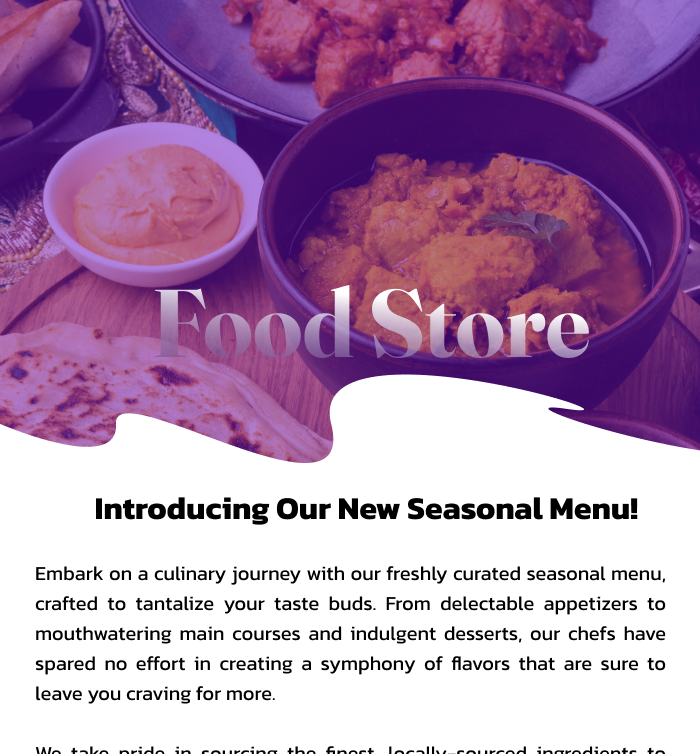 Food Store
Introducing Our New Seasonal Menu!
Embark on a culinary journey with our freshly curated seasonal menu,
crafted to tantalize your taste buds. From delectable appetizers to
mouthwatering main courses and indulgent desserts, our chefs have
spared no effort in creating a symphony of flavors that are sure to
leave you craving for more.
We take pride in sourcing the finest, locally-sourced ingredients to